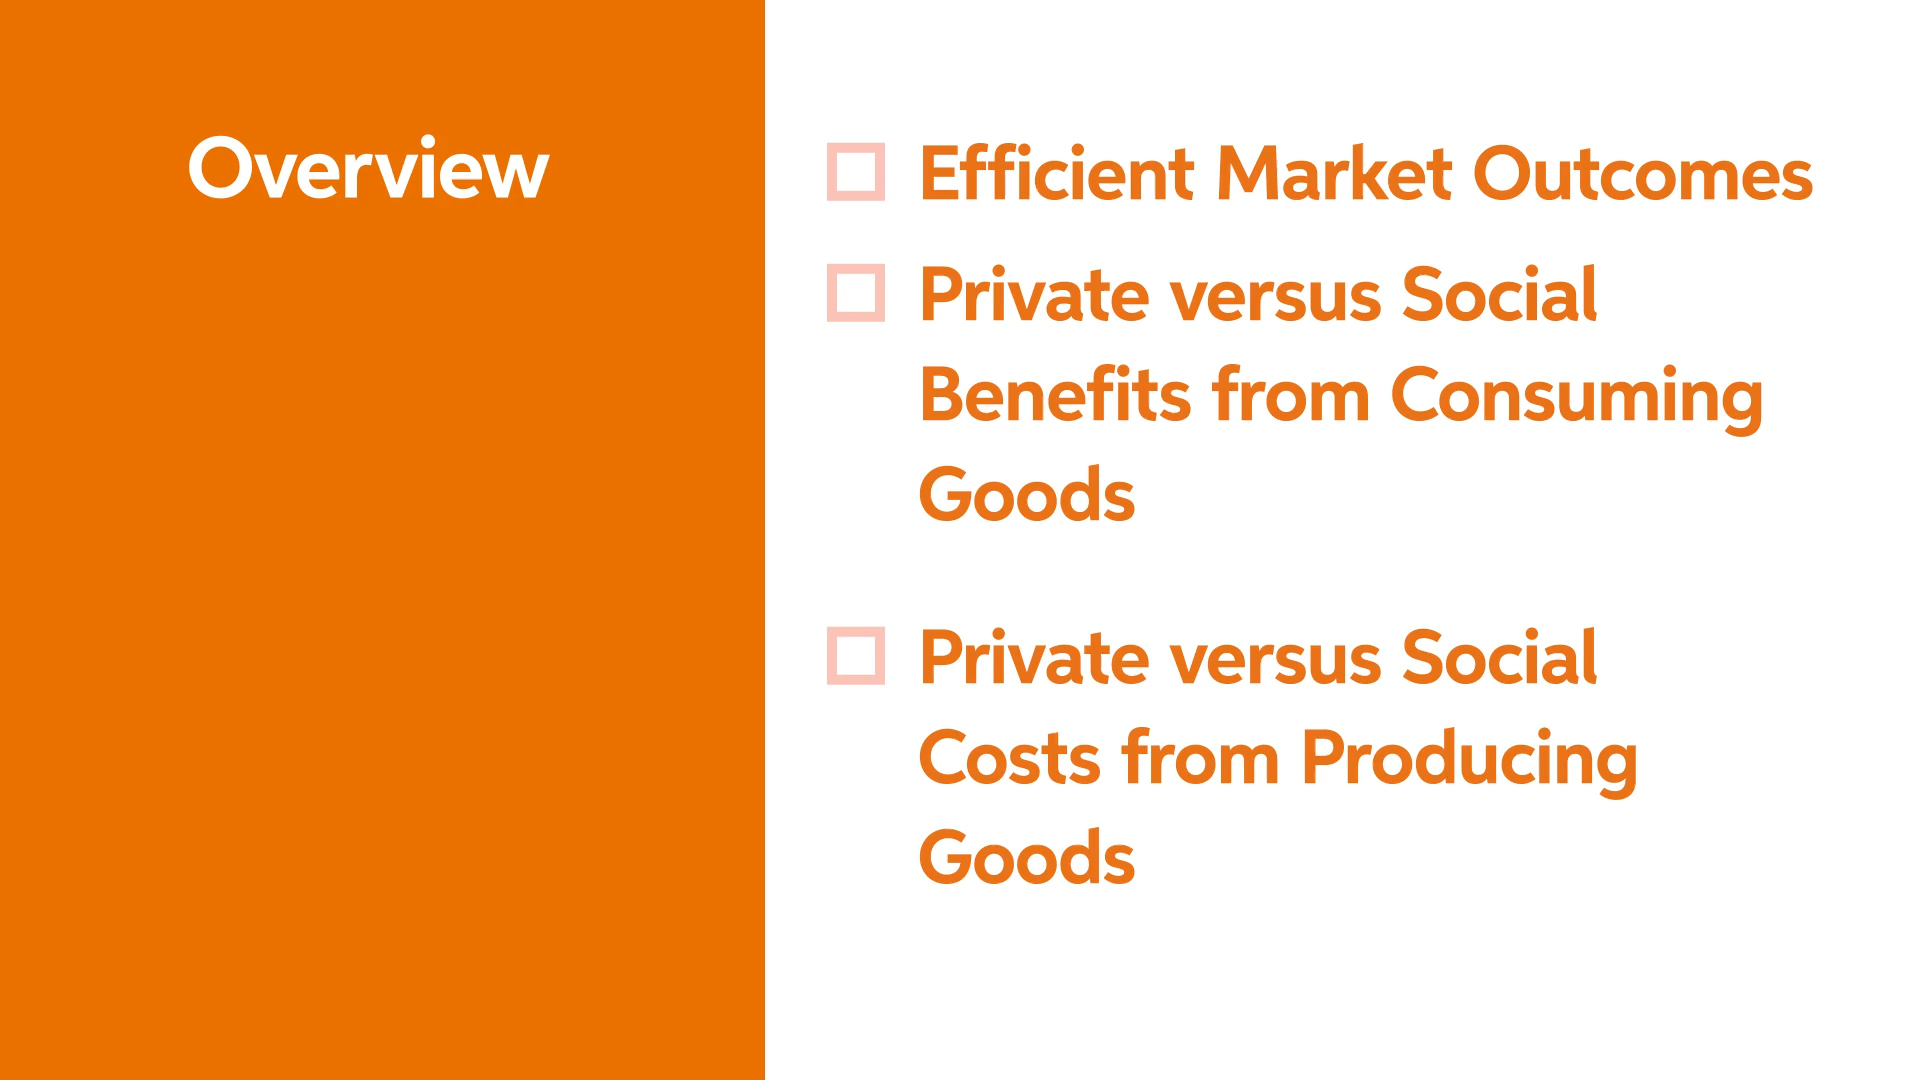 Overview
Efficient Market Outcomes
Private versus Social
Benefits from Consuming
Goods
Private versus Social
Costs from Producing
Goods